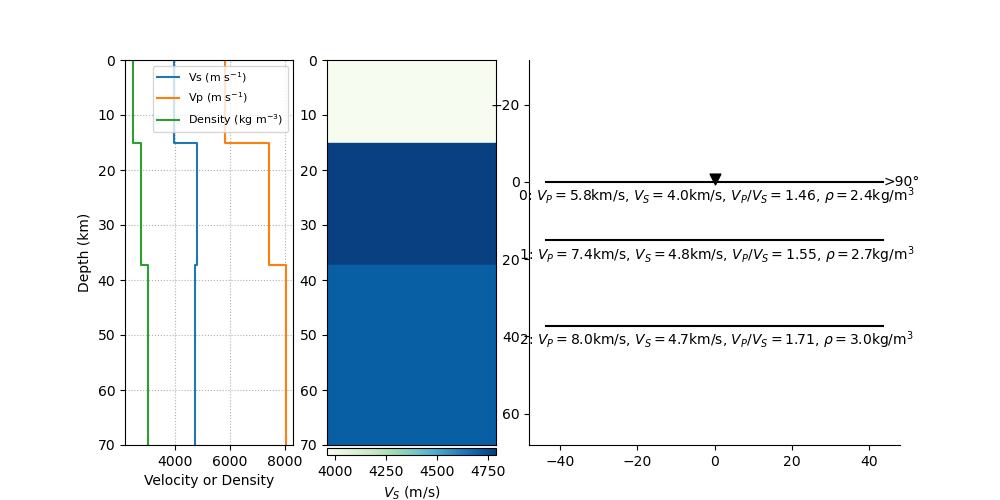 0
10
20
30
40
50
60
70
Depth (km)
Vs (m s⁻¹)
Vp (m s⁻¹)
Density (kg m⁻³)
4000 6000 8000
Velocity or Density
0
10
20
30
40
50
60
70
4000 4250 4500 4750
V_S (m/s)
−20
0
20
40
60
>90°
0: V_P = 5.8km/s, V_S = 4.0km/s, V_P/V_S = 1.46, ρ = 2.4kg/m³
1: V_P = 7.4km/s, V_S = 4.8km/s, V_P/V_S = 1.55, ρ = 2.7kg/m³
2: V_P = 8.0km/s, V_S = 4.7km/s, V_P/V_S = 1.71, ρ = 3.0kg/m³
−40 −20 0 20 40